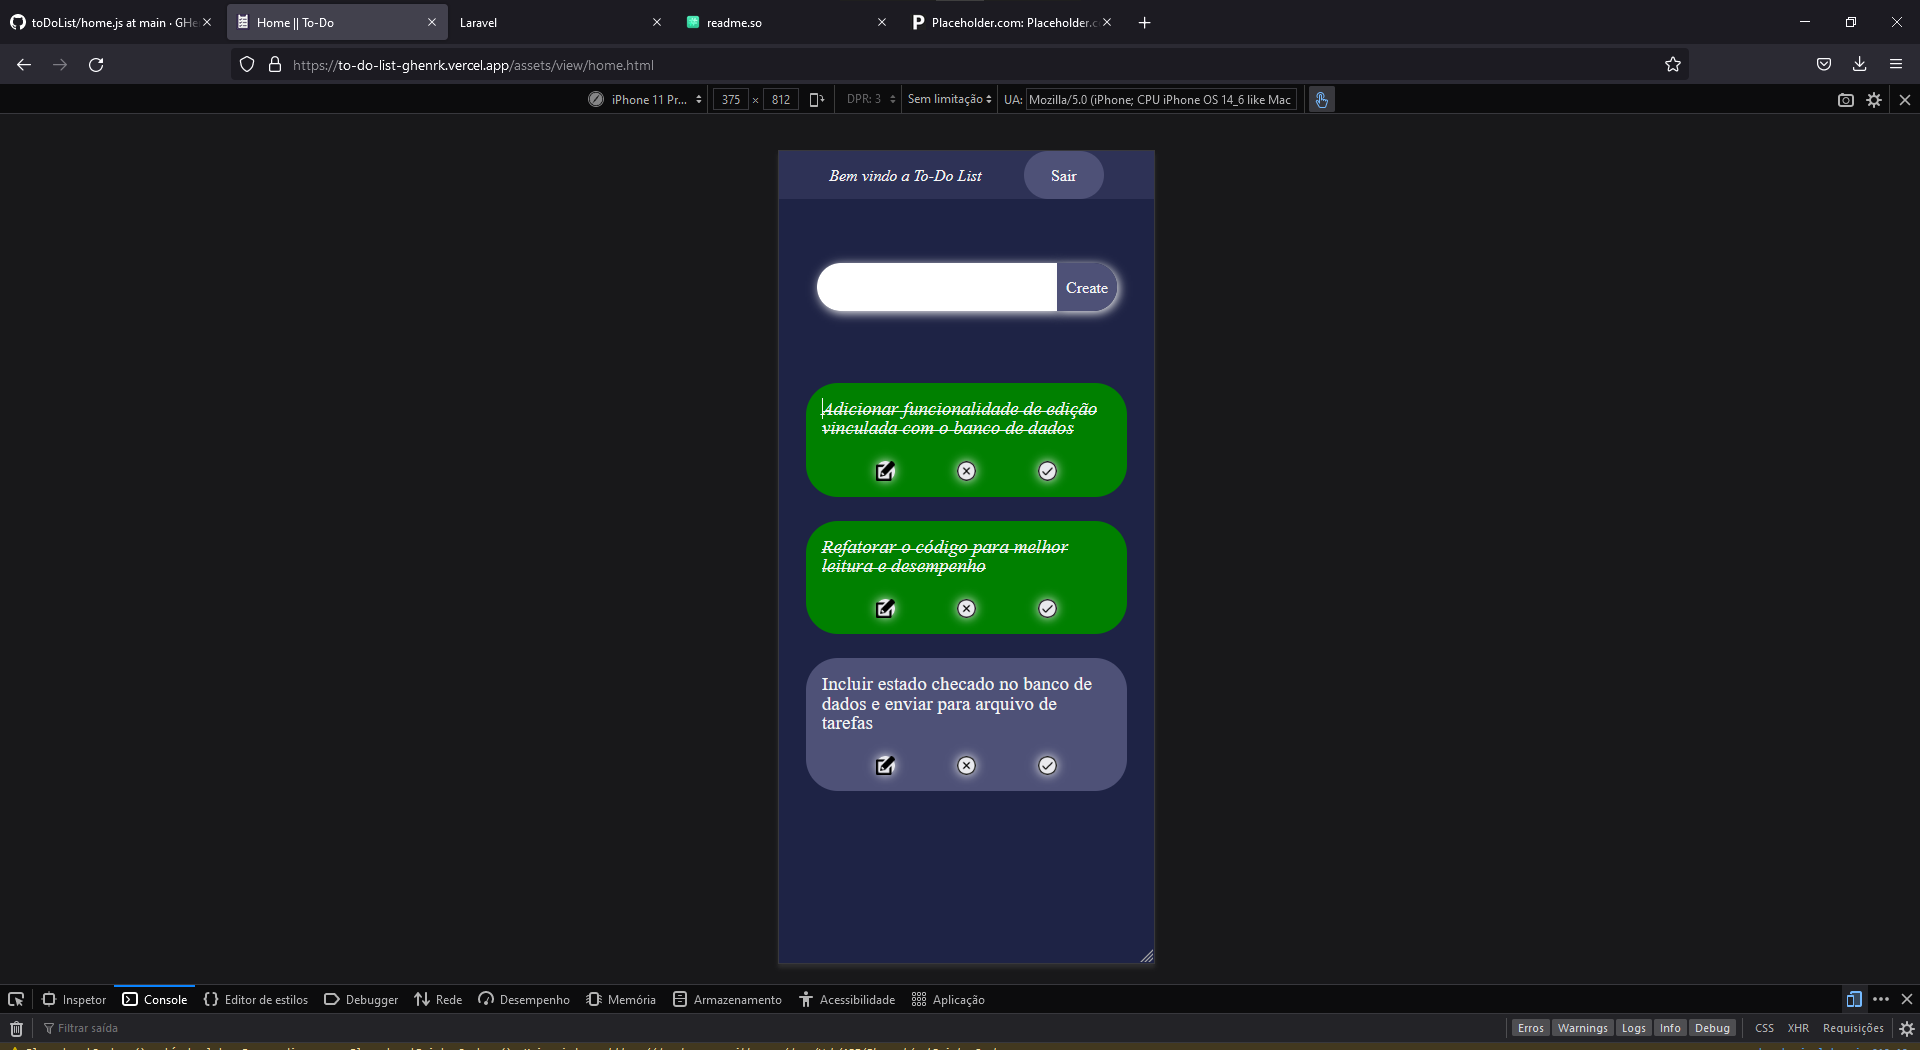 toDoList/home.js at main · GHe
Home || To-Do
Laravel
readme.so
Placeholder.com: Placeholder.c
https://to-do-list-ghenrk.vercel.app/assets/view/home.html
iPhone 11 Pr... 375 × 812 DPR: 3 Sem limitação UA: Mozilla/5.0 (iPhone; CPU iPhone OS 14_6 like Mac
Bem vindo a To-Do List
Sair
Create
Adicionar funcionalidade de edição
vinculada com o banco de dados
Refatorar o código para melhor
leitura e desempenho
Incluir estado checado no banco de
dados e enviar para arquivo de
tarefas
Inspetor Console Editor de estilos Debugger Rede Desempenho Memória Armazenamento Acessibilidade Aplicação
Filtrar saída
Erros Warnings Logs Info Debug CSS XHR Requisições